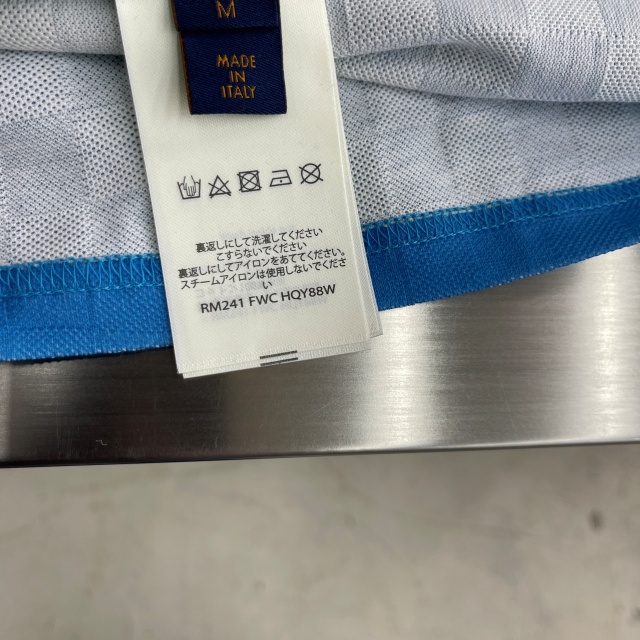 M
MADE
IN
ITALY
裏返しにして洗濯してください
こすらないでください
裏返しにしてアイロンをあててください。
スチームアイロンは使用しないでくださ
い
RM241 FWC HQY88W